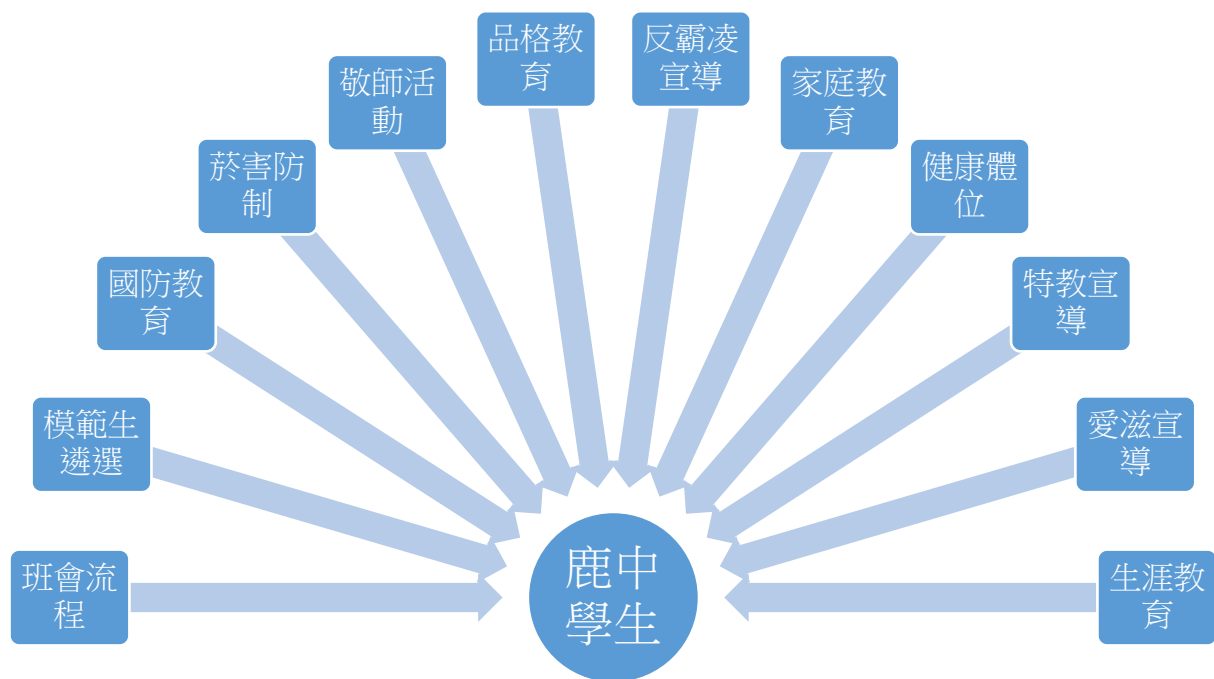 班會流
程
模範生
遴選
國防教
育
菸害防
制
敬師活
動
品格教
育
反霸凌
宣導
家庭教
育
健康體
位
特教宣
導
愛滋宣
導
生涯教
育
鹿中
學生